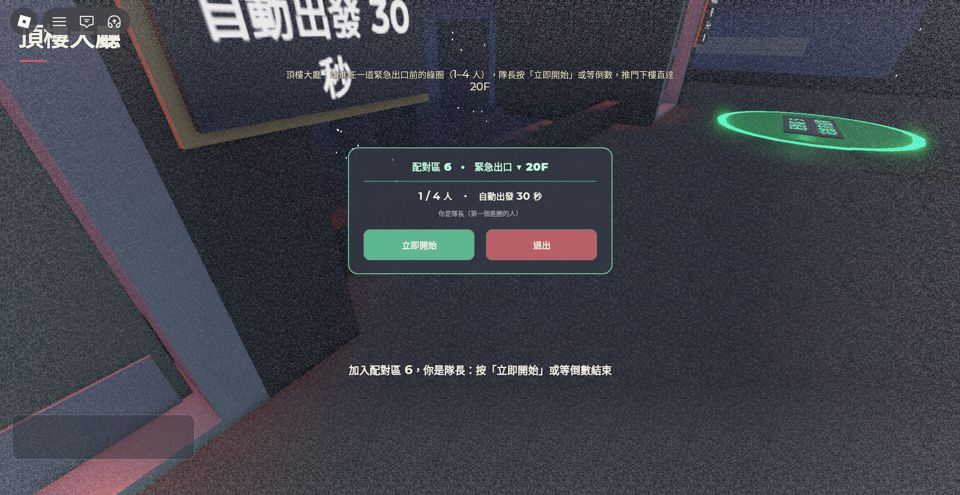 頂樓大廳
自動出發 30
秒
頂樓大廳 一道緊急出口前的綠圈（1–4 人），隊長按「立即開始」或等倒數，推門下樓直達
20F
配對區 6 • 緊急出口 ▼ 20F
1 / 4 人 • 自動出發 30 秒
你是隊長（第一個進圈的人）
立即開始
退出
加入配對區 6，你是隊長：按「立即開始」或等倒數結束